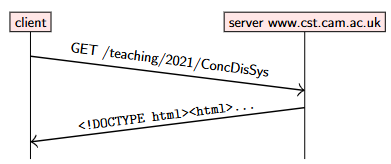 client
server www.cst.cam.ac.uk
GET /teaching/2021/ConcDisSys
<!DOCTYPE html><html>...